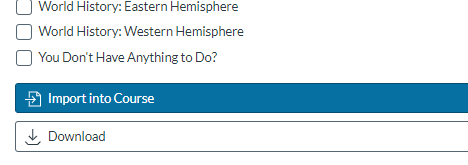 World History: Eastern Hemisphere
World History: Western Hemisphere
You Don't Have Anything to Do?
Import into Course
Download